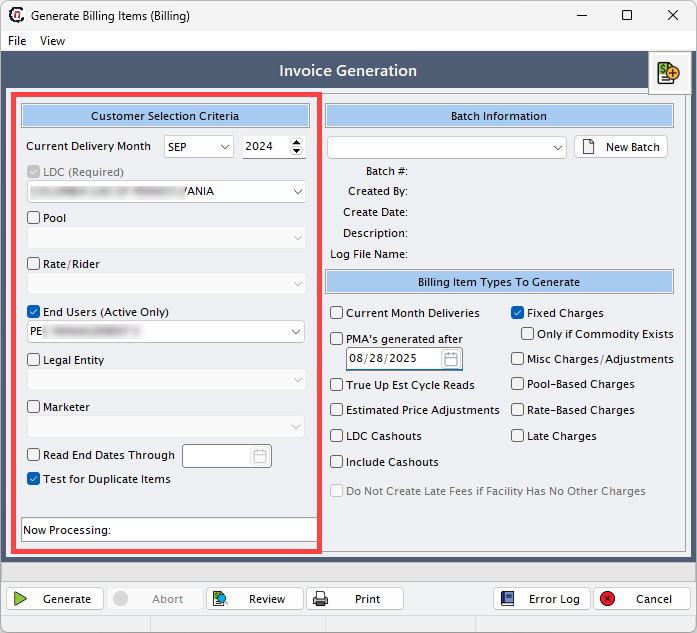 Generate Billing Items (Billing)
File View
Invoice Generation
Customer Selection Criteria
Current Delivery Month SEP 2024
LDC (Required)
VANIA
Pool
Rate/Rider
End Users (Active Only)
PE
Legal Entity
Marketer
Read End Dates Through
Test for Duplicate Items
Now Processing:
Batch Information
New Batch
Batch #:
Created By:
Create Date:
Description:
Log File Name:
Billing Item Types To Generate
Current Month Deliveries
Fixed Charges
PMA's generated after
Only if Commodity Exists
08/28/2025
Misc Charges/Adjustments
True Up Est Cycle Reads
Pool-Based Charges
Estimated Price Adjustments
Rate-Based Charges
LDC Cashouts
Late Charges
Include Cashouts
Do Not Create Late Fees if Facility Has No Other Charges
Generate Abort Review Print Error Log Cancel